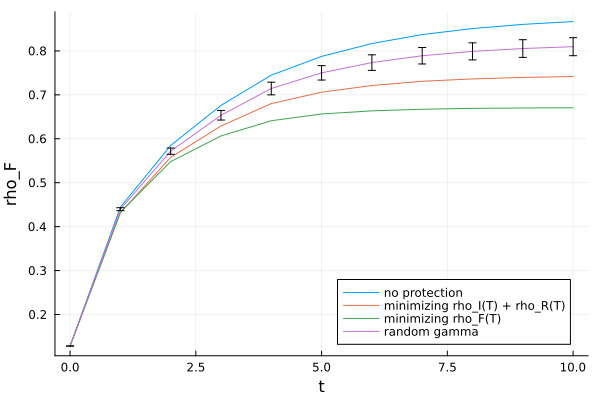 rho_F
0.8
0.7
0.6
0.5
0.4
0.3
0.2
0.0
2.5
5.0
7.5
10.0
t
no protection
minimizing rho_I(T) + rho_R(T)
minimizing rho_F(T)
random gamma